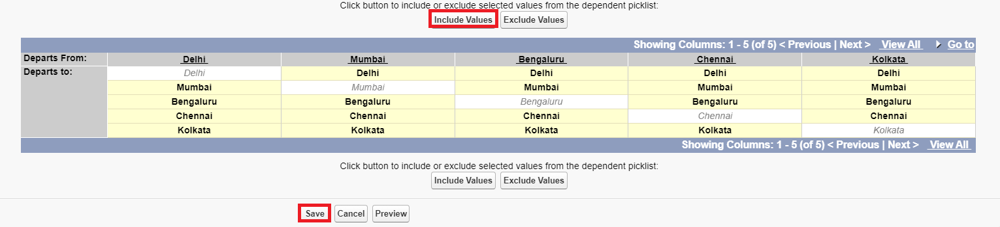 Click button to include or exclude selected values from the dependent picklist:
Include Values Exclude Values
Showing Columns: 1 - 5 (of 5) < Previous | Next > View All Go to
Departs From: Delhi Mumbai Bengaluru Chennai Kolkata
Departs to: Delhi Delhi Delhi Delhi Delhi
Mumbai Mumbai Mumbai Mumbai Mumbai
Bengaluru Bengaluru Bengaluru Bengaluru Bengaluru
Chennai Chennai Chennai Chennai Chennai
Kolkata Kolkata Kolkata Kolkata Kolkata
Showing Columns: 1 - 5 (of 5) < Previous | Next > View All
Click button to include or exclude selected values from the dependent picklist:
Include Values Exclude Values
Save Cancel Preview